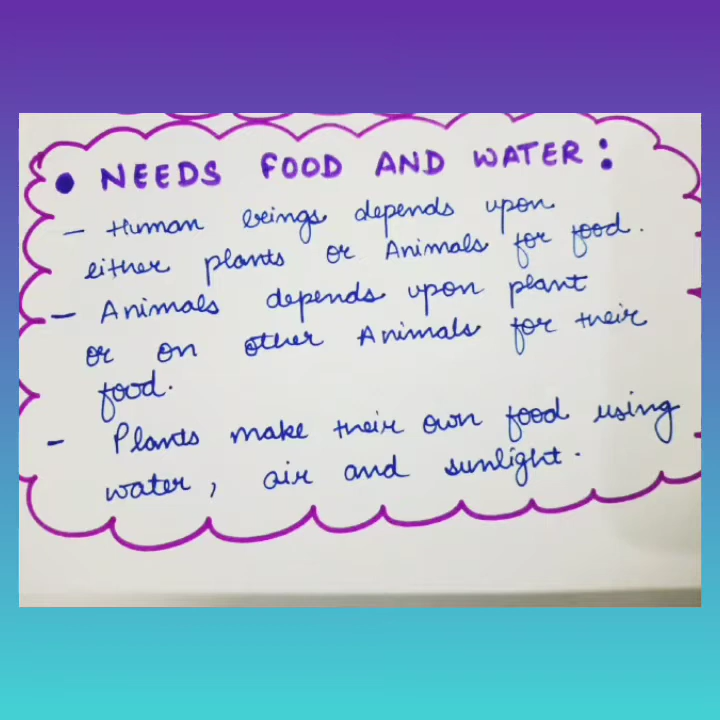 • NEEDS FOOD AND WATER :
- Human beings depends upon
either plants or Animals for food.
- Animals depends upon plant
or on other Animals for their
food.
- Plants make their own food using
water, air and sunlight.